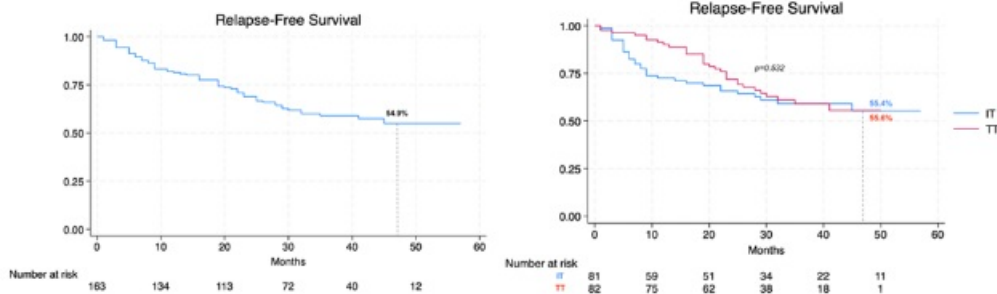 Relapse-Free Survival
1.00
0.75
0.50
0.25
0.00
54.9%
0 10 20 30 40 50 60
Months
Number at risk
163 134 113 72 40 12
Relapse-Free Survival
1.00
0.75
0.50
0.25
0.00
p=0.532
55.4%
55.6%
IT
TT
0 10 20 30 40 50 60
Months
Number at risk
IT 81 59 51 34 22 11
TT 82 75 62 38 18 1